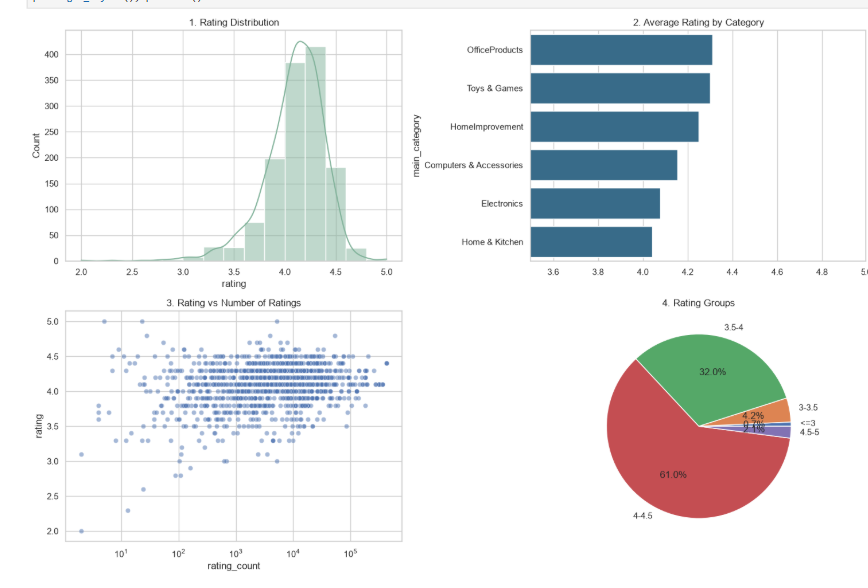 1. Rating Distribution
Count
400
350
300
250
200
150
100
50
0
2.0 2.5 3.0 3.5 4.0 4.5 5.0
rating
2. Average Rating by Category
main_category
OfficeProducts
Toys & Games
HomeImprovement
Computers & Accessories
Electronics
Home & Kitchen
3.6 3.8 4.0 4.2 4.4 4.6 4.8
3. Rating vs Number of Ratings
rating
5.0
4.5
4.0
3.5
3.0
2.5
2.0
10¹ 10² 10³ 10⁴ 10⁵
rating_count
4. Rating Groups
3.5-4
32.0%
3-3.5
4.2%
<=3
4.5-5
2.1%
61.0%
4-4.5